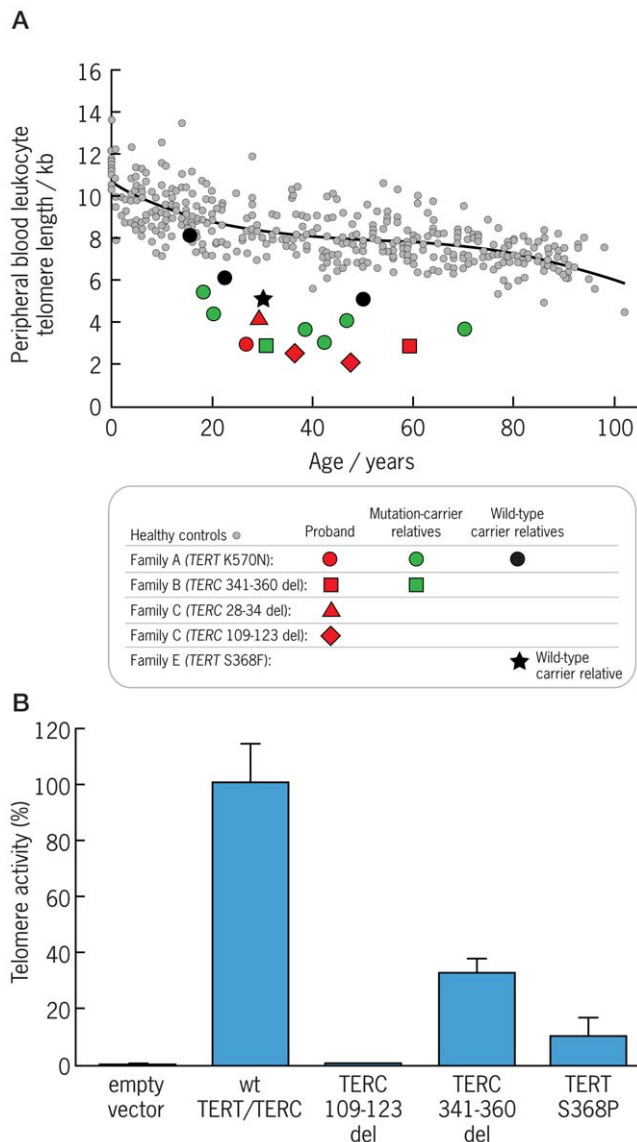 A
Peripheral blood leukocyte
telomere length / kb
16
14
12
10
8
6
4
2
0
0 20 40 60 80 100
Age / years
Healthy controls
Proband
Mutation-carrier
relatives
Wild-type
carrier relatives
Family A (TERT K570N):
Family B (TERC 341-360 del):
Family C (TERC 28-34 del):
Family C (TERC 109-123 del):
Family E (TERT S368F):
Wild-type
carrier relative
B
Telomere activity (%)
120
100
80
60
40
20
0
empty
vector
wt
TERT/TERC
TERC
109-123
del
TERC
341-360
del
TERT
S368P